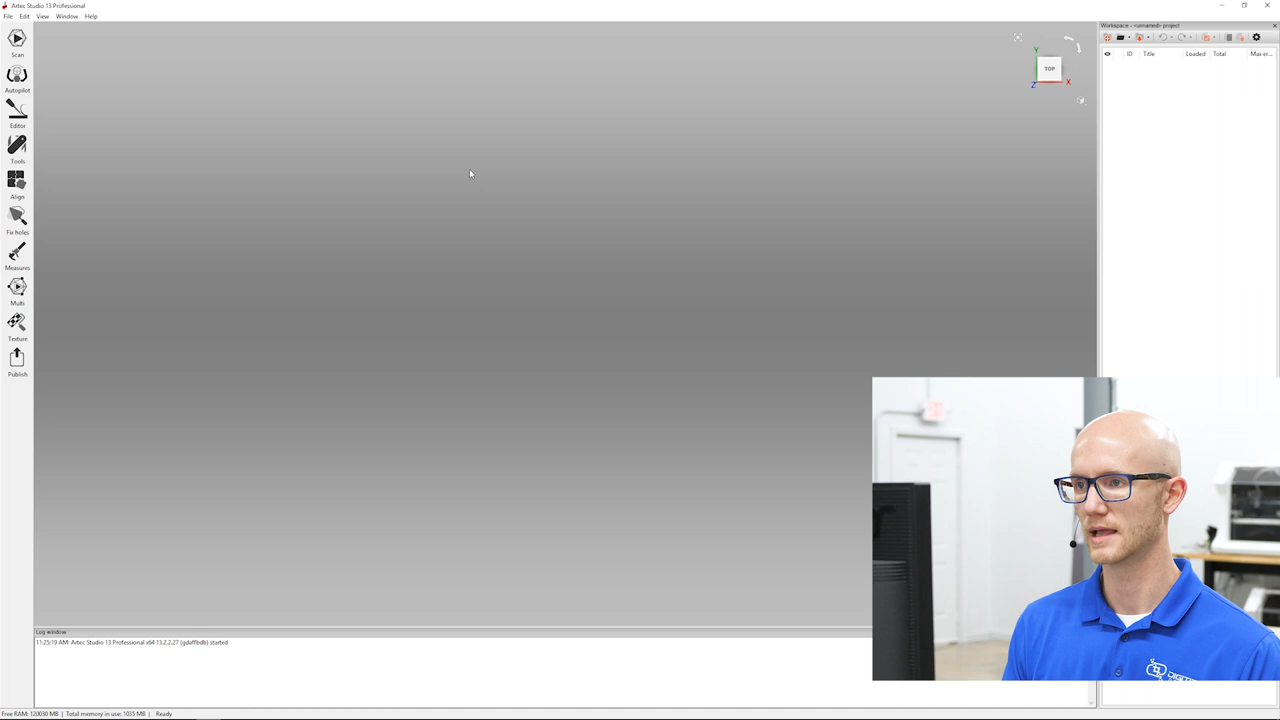 Artec Studio 13 Professional
File Edit View Window Help
Workspace - <unnamed> project
ID Title Loaded Total Max er...
Scan
Autopilot
Editor
Tools
Align
Fix holes
Measures
Multi
Texture
Publish
Y
TOP
Z X
Log window
11:25:19 AM: Artec Studio 13 Professional x64 13.2.2.27 (gdaffbdb) started
Free RAM: 120030 MB | Total memory in use: 1035 MB | Ready